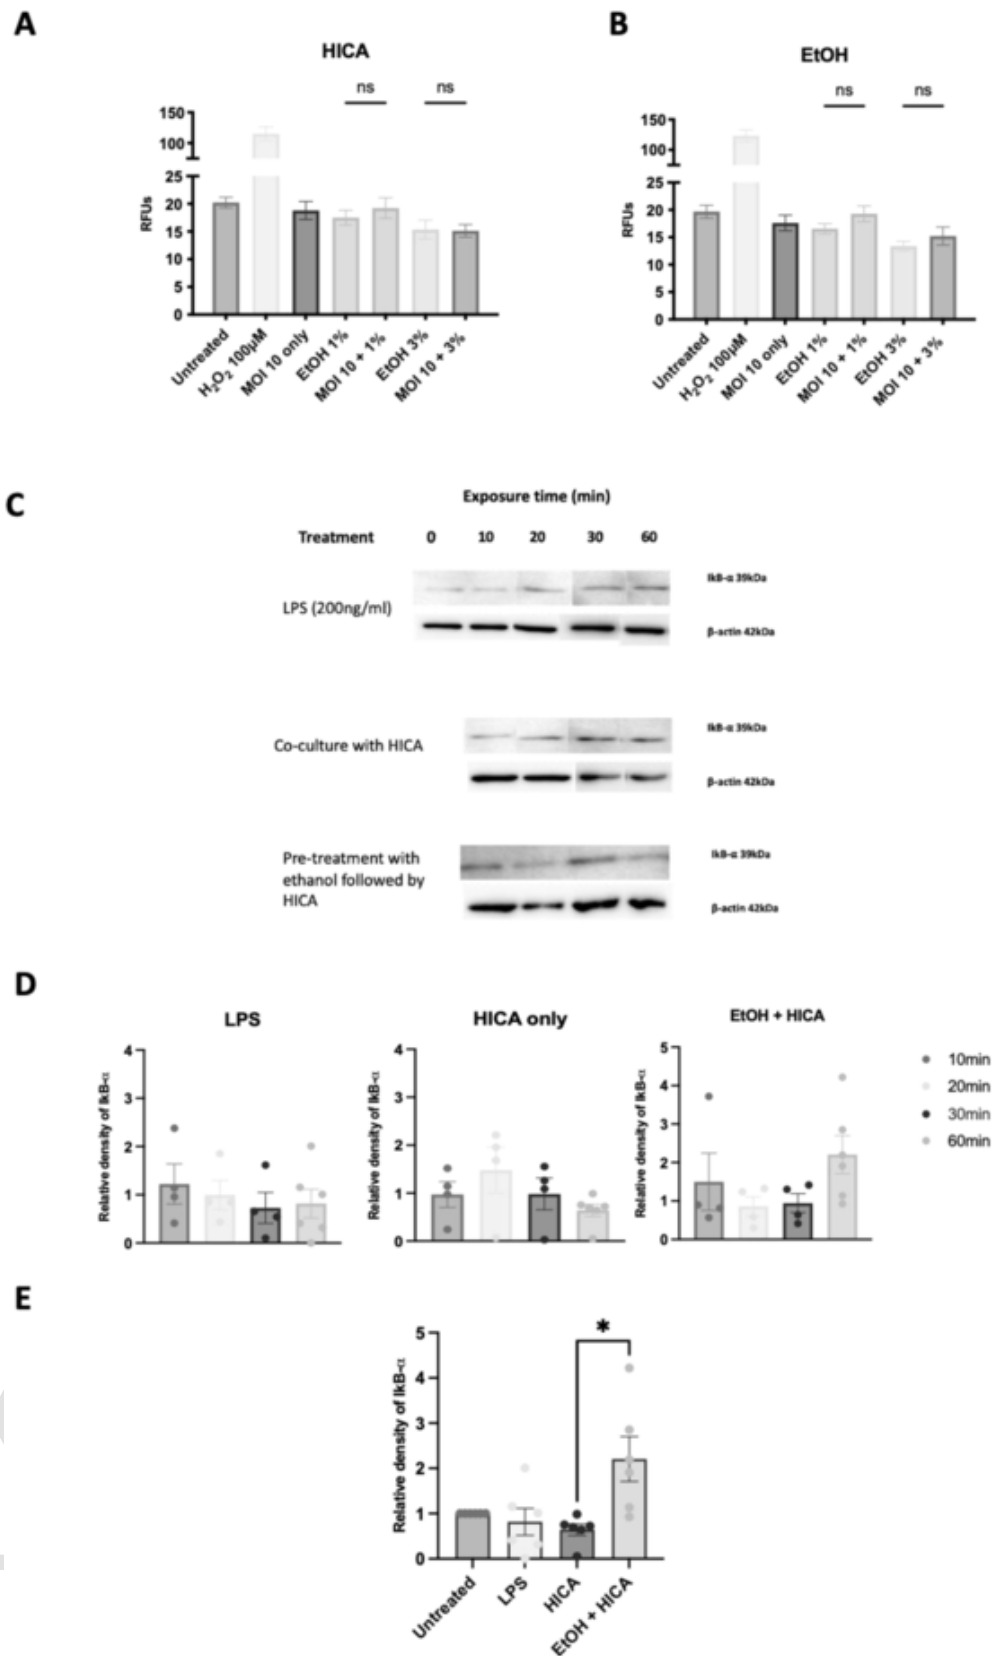 A
HICA
ns
ns
150
100
25
20
15
10
5
0
RFUs
Untreated
H₂O₂ 100µM
MOI 10 only
EtOH 1%
MOI 10 + 1%
EtOH 3%
MOI 10 + 3%
B
EtOH
ns
ns
150
100
25
20
15
10
5
0
RFUs
Untreated
H₂O₂ 100µM
MOI 10 only
EtOH 1%
MOI 10 + 1%
EtOH 3%
MOI 10 + 3%
C
Exposure time (min)
Treatment 0 10 20 30 60
LPS (200ng/ml)
IkB-α 39kDa
β-actin 42kDa
Co-culture with HICA
IkB-α 39kDa
β-actin 42kDa
Pre-treatment with
ethanol followed by
HICA
IkB-α 39kDa
β-actin 42kDa
D
LPS
4
3
2
1
0
Relative density of IkB-α
HICA only
4
3
2
1
0
Relative density of IkB-α
EtOH + HICA
5
4
3
2
1
0
Relative density of IkB-α
10min
20min
30min
60min
E
*
5
4
3
2
1
0
Relative density of IkB-α
Untreated
LPS
HICA
EtOH + HICA